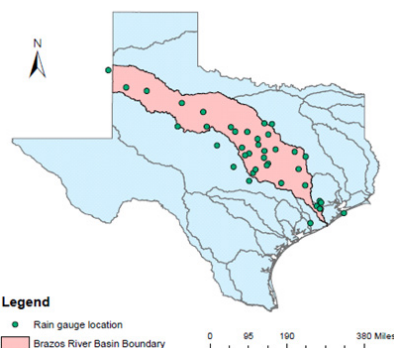 N
Legend
Rain gauge location
Brazos River Basin Boundary
0 95 190 380 Miles